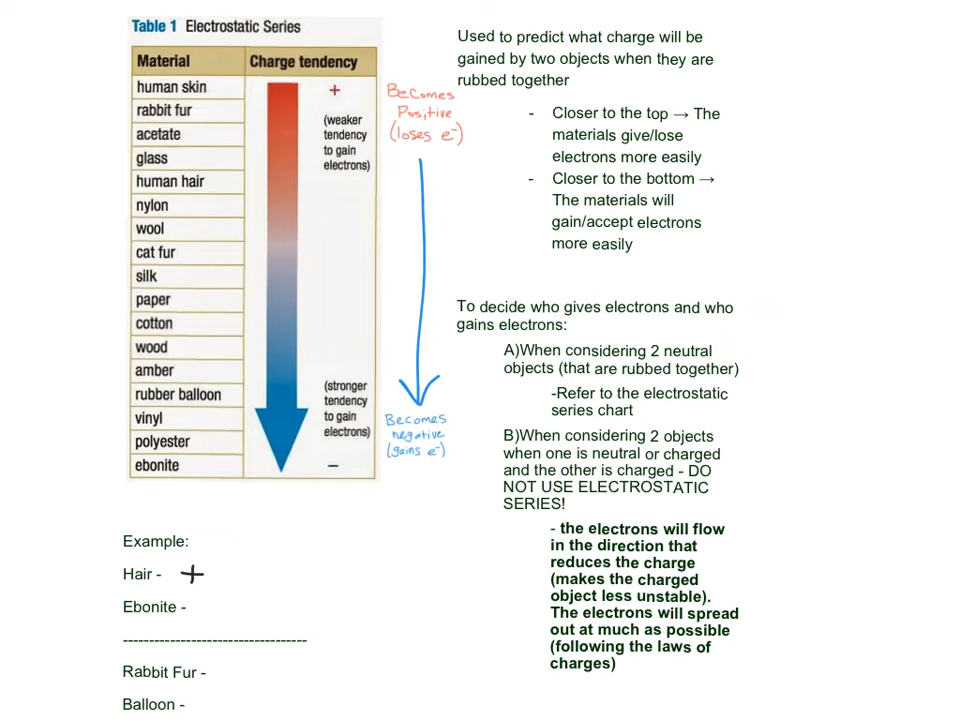 Table 1 Electrostatic Series
Material Charge tendency
human skin
rabbit fur
acetate
glass
human hair
nylon
wool
cat fur
silk
paper
cotton
wood
amber
rubber balloon
vinyl
polyester
ebonite
+
(weaker
tendency
to gain
electrons)
(stronger
tendency
to gain
electrons)
−
Becomes
Positive
(loses e⁻)
Becomes
negative
(gains e⁻)
Used to predict what charge will be
gained by two objects when they are
rubbed together
- Closer to the top → The
materials give/lose
electrons more easily
- Closer to the bottom →
The materials will
gain/accept electrons
more easily
To decide who gives electrons and who
gains electrons:
A)When considering 2 neutral
objects (that are rubbed together)
-Refer to the electrostatic
series chart
B)When considering 2 objects
when one is neutral or charged
and the other is charged - DO
NOT USE ELECTROSTATIC
SERIES!
- the electrons will flow
in the direction that
reduces the charge
(makes the charged
object less unstable).
The electrons will spread
out at much as possible
(following the laws of
charges)
Example:
Hair - +
Ebonite -
-----------------------------------
Rabbit Fur -
Balloon -